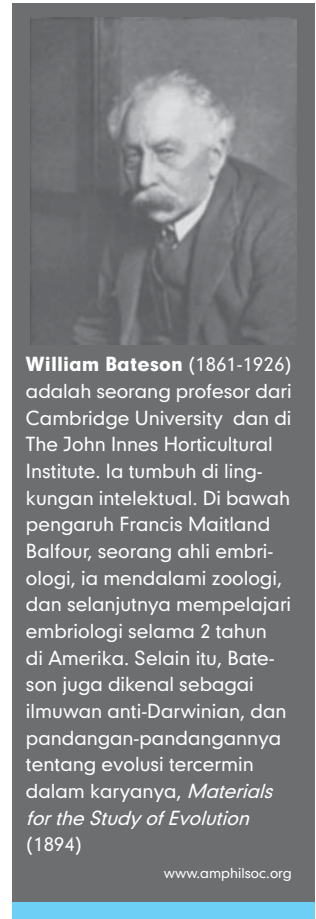 William Bateson (1861-1926)
adalah seorang profesor dari
Cambridge University dan di
The John Innes Horticultural
Institute. Ia tumbuh di ling-
kungan intelektual. Di bawah
pengaruh Francis Maitland
Balfour, seorang ahli embri-
ologi, ia mendalami zoologi,
dan selanjutnya mempelajari
embriologi selama 2 tahun
di Amerika. Selain itu, Bate-
son juga dikenal sebagai
ilmuwan anti-Darwinian, dan
pandangan-pandangannya
tentang evolusi tercermin
dalam karyanya, Materials
for the Study of Evolution
(1894)
www.amphilsoc.org